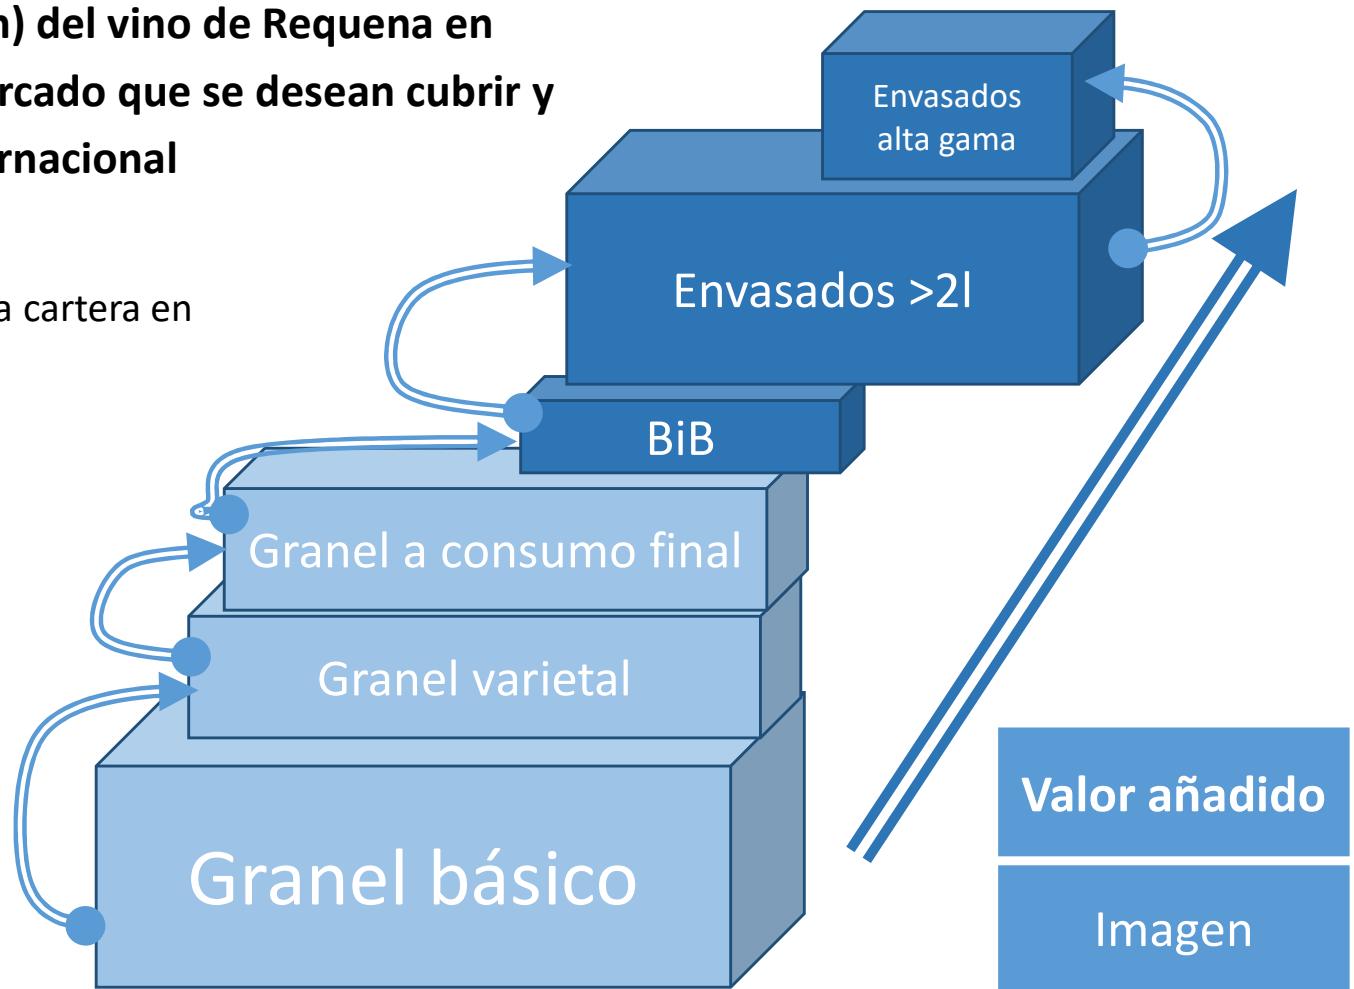 n) del vino de Requena en
rcado que se desean cubrir y
ernacional
a cartera en
Envasados
alta gama
Envasados >2l
BiB
Granel a consumo final
Granel varietal
Granel básico
Valor añadido
Imagen